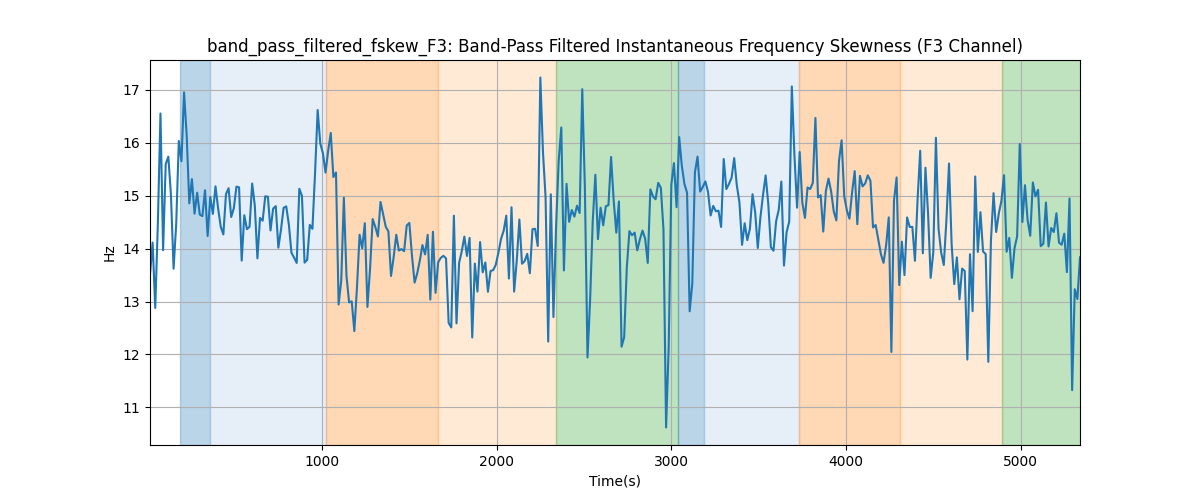 band_pass_filtered_fskew_F3: Band-Pass Filtered Instantaneous Frequency Skewness (F3 Channel)
17
16
15
14
13
12
11
Hz
1000 2000 3000 4000 5000
Time(s)